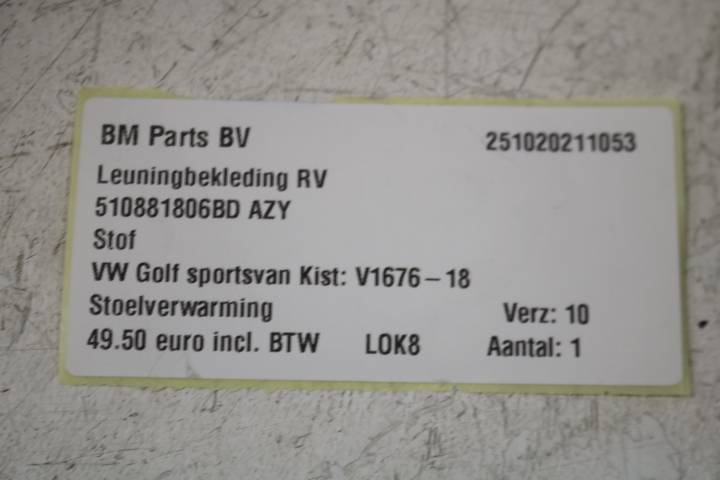 BM Parts BV 251020211053
Leuningbekleding RV
510881806BD AZY
Stof
VW Golf sportsvan Kist: V1676-18
Stoelverwarming Verz: 10
49.50 euro incl. BTW LOK8 Aantal: 1